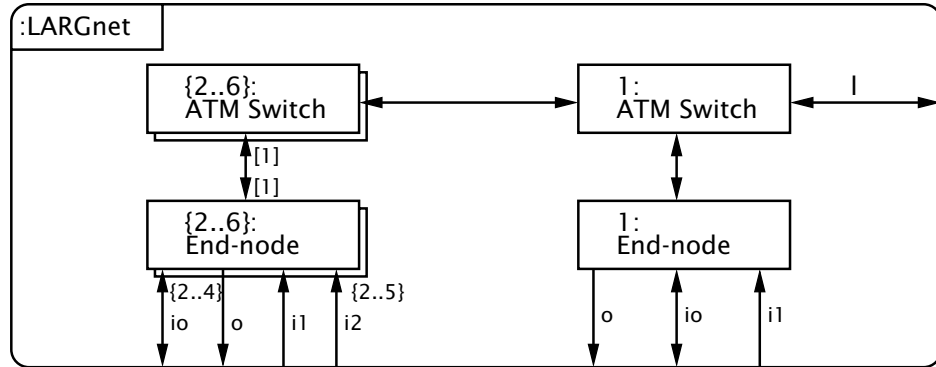 :LARGnet
{2..6}:
ATM Switch
1:
ATM Switch
l
[1]
[1]
{2..6}:
End-node
1:
End-node
{2..4}
{2..5}
io
o
i1
i2
o
io
i1